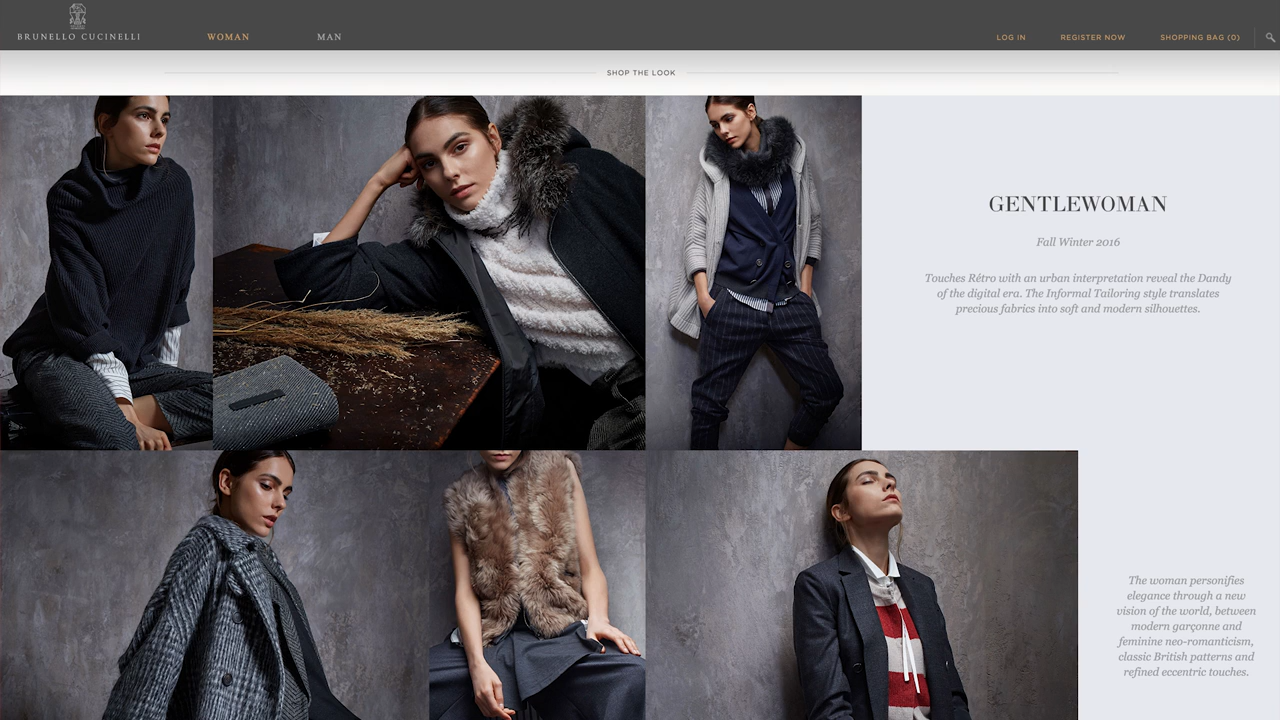 BRUNELLO CUCINELLI
WOMAN
MAN
LOG IN
REGISTER NOW
SHOPPING BAG (0)
SHOP THE LOOK
GENTLEWOMAN
Fall Winter 2016
Touches Rétro with an urban interpretation reveal the Dandy
of the digital era. The Informal Tailoring style translates
precious fabrics into soft and modern silhouettes.
The woman personifies
elegance through a new
vision of the world, between
modern garçonne and
feminine neo-romanticism,
classic British patterns and
refined eccentric touches.